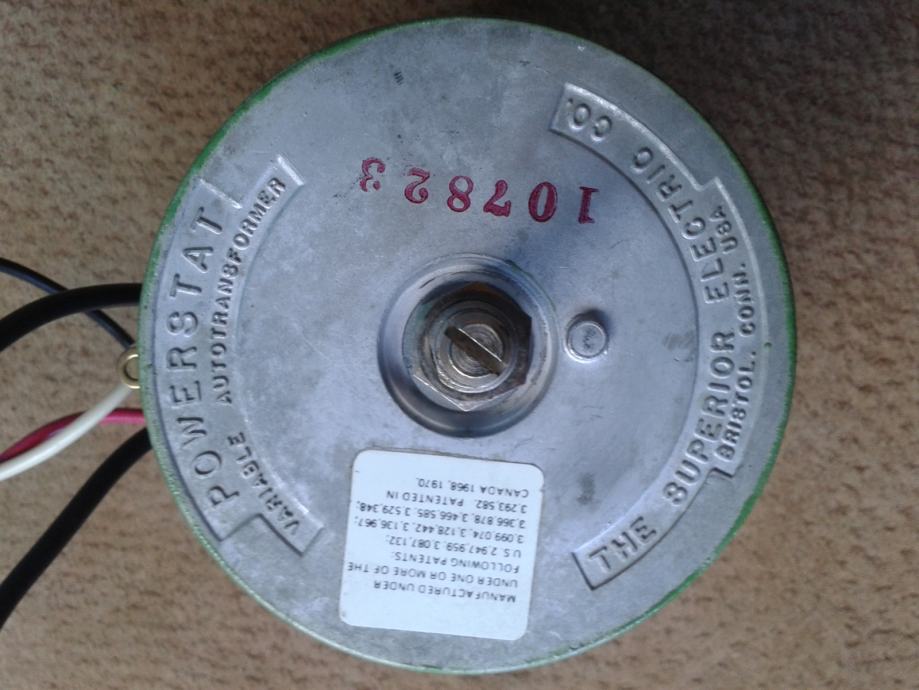 POWERSTAT
VARIABLE AUTOTRANSFORMER
107823
THE SUPERIOR ELECTRIC CO.
BRISTOL, CONN. USA
MANUFACTURED UNDER
UNDER ONE OR MORE OF THE
FOLLOWING PATENTS:
U.S. 2,947,959; 3,087,132;
3,099,074; 3,128,442; 3,136,967;
3,366,878; 3,466,585; 3,529,348;
3,293,582. PATENTED IN
CANADA 1968, 1970.